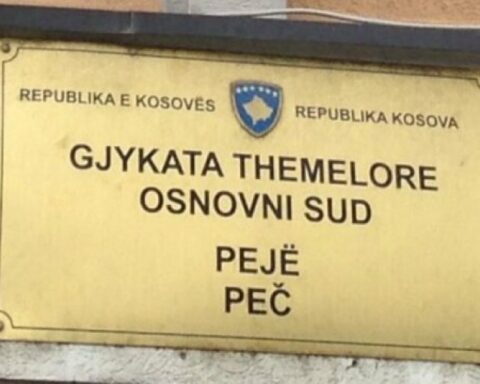 REPUBLIKA E KOSOVËS REPUBLIKA KOSOVA
GJYKATA THEMELORE
OSNOVNI SUD
PEJË
PEČ